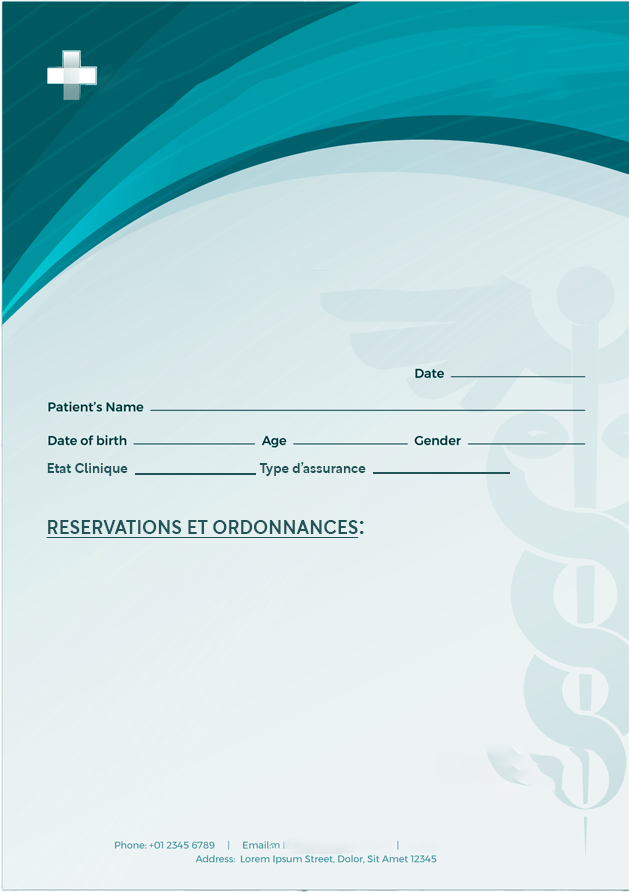 Date
Patient's Name
Date of birth Age Gender
Etat Clinique Type d'assurance
RESERVATIONS ET ORDONNANCES:
Phone: +01 2345 6789 | Email: |
Address: Lorem Ipsum Street, Dolor, Sit Amet 12345